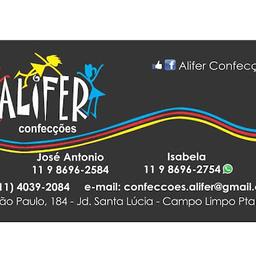 Alifer Confecç
ALiFER
confecções
José Antonio
11 9 8696-2584
Isabela
11 9 8696-2754
11) 4039-2084 e-mail: confeccoes.alifer@gmail.c
ão Paulo, 184 - Jd. Santa Lúcia - Campo Limpo Pta